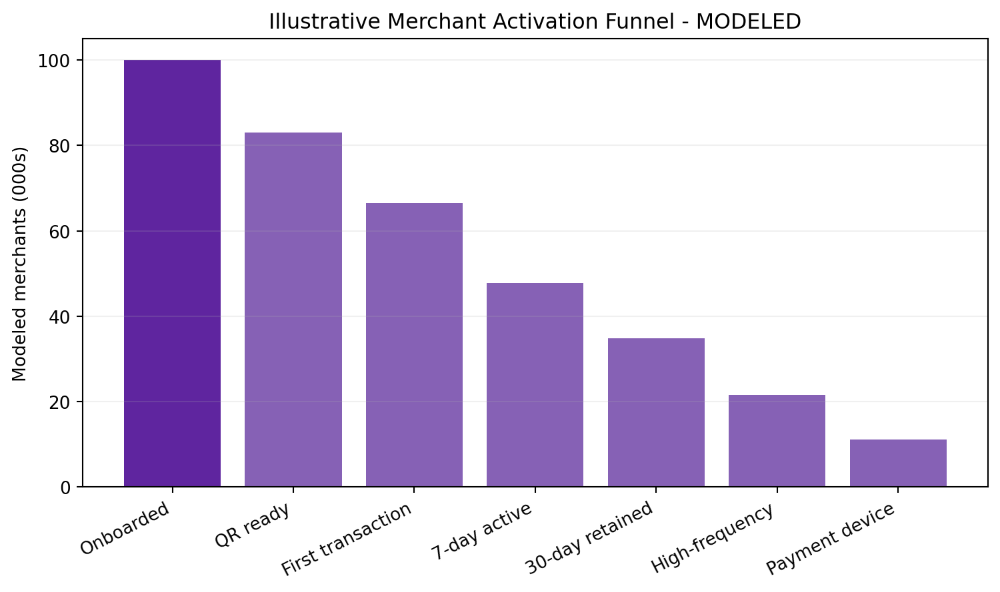 Illustrative Merchant Activation Funnel - MODELED
Modeled merchants (000s)
100
80
60
40
20
0
Onboarded
QR ready
First transaction
7-day active
30-day retained
High-frequency
Payment device